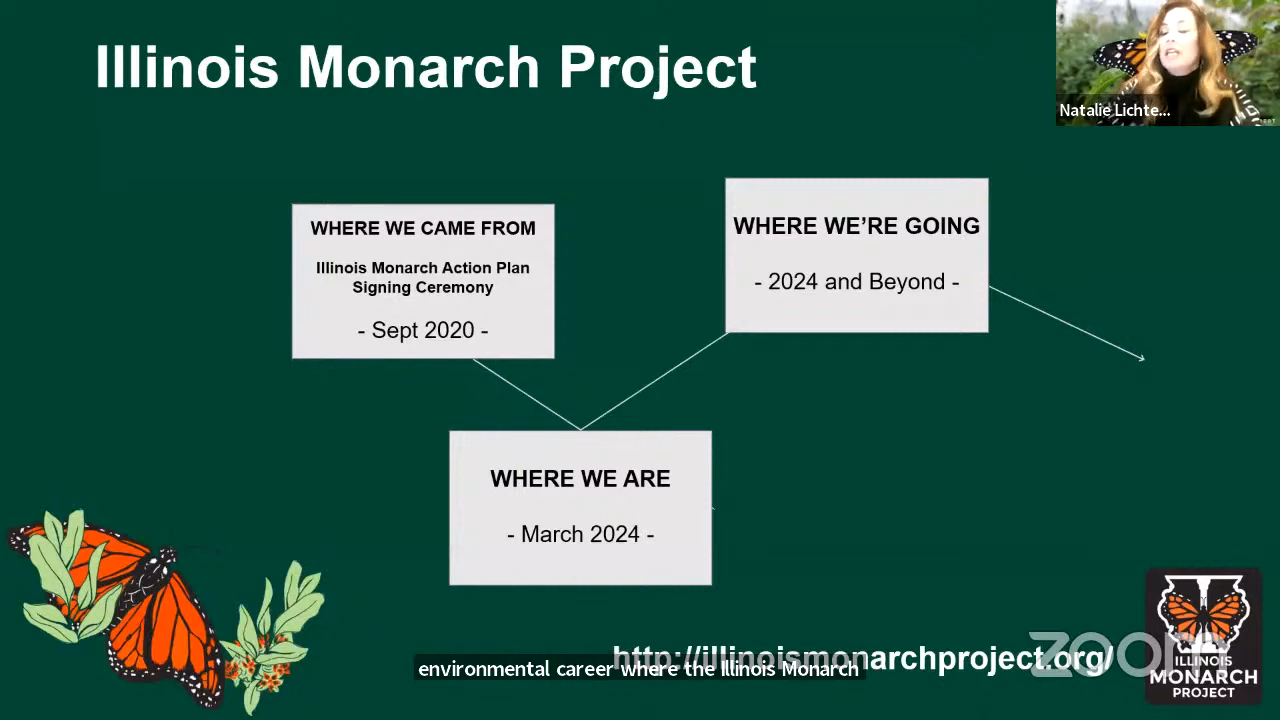 Illinois Monarch Project
Natalie Lichte...
WHERE WE CAME FROM
Illinois Monarch Action Plan
Signing Ceremony
- Sept 2020 -
WHERE WE'RE GOING
- 2024 and Beyond -
WHERE WE ARE
- March 2024 -
http://illinoismonarchproject.org/
environmental career where the Illinois Monarch
zoom
ILLINOIS
MONARCH
PROJECT